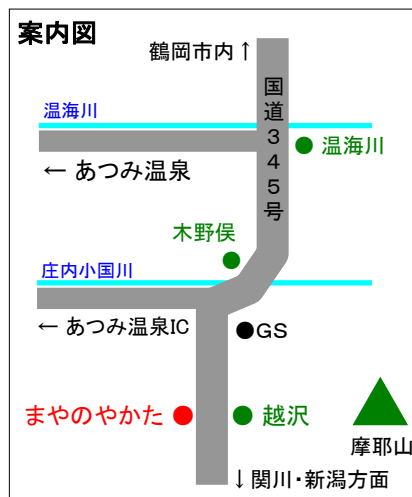 案内図
鶴岡市内↑
国道345号
温海川
温海川
← あつみ温泉
木野俣
庄内小国川
← あつみ温泉IC
GS
まやのやかた
越沢
摩耶山
↓関川・新潟方面